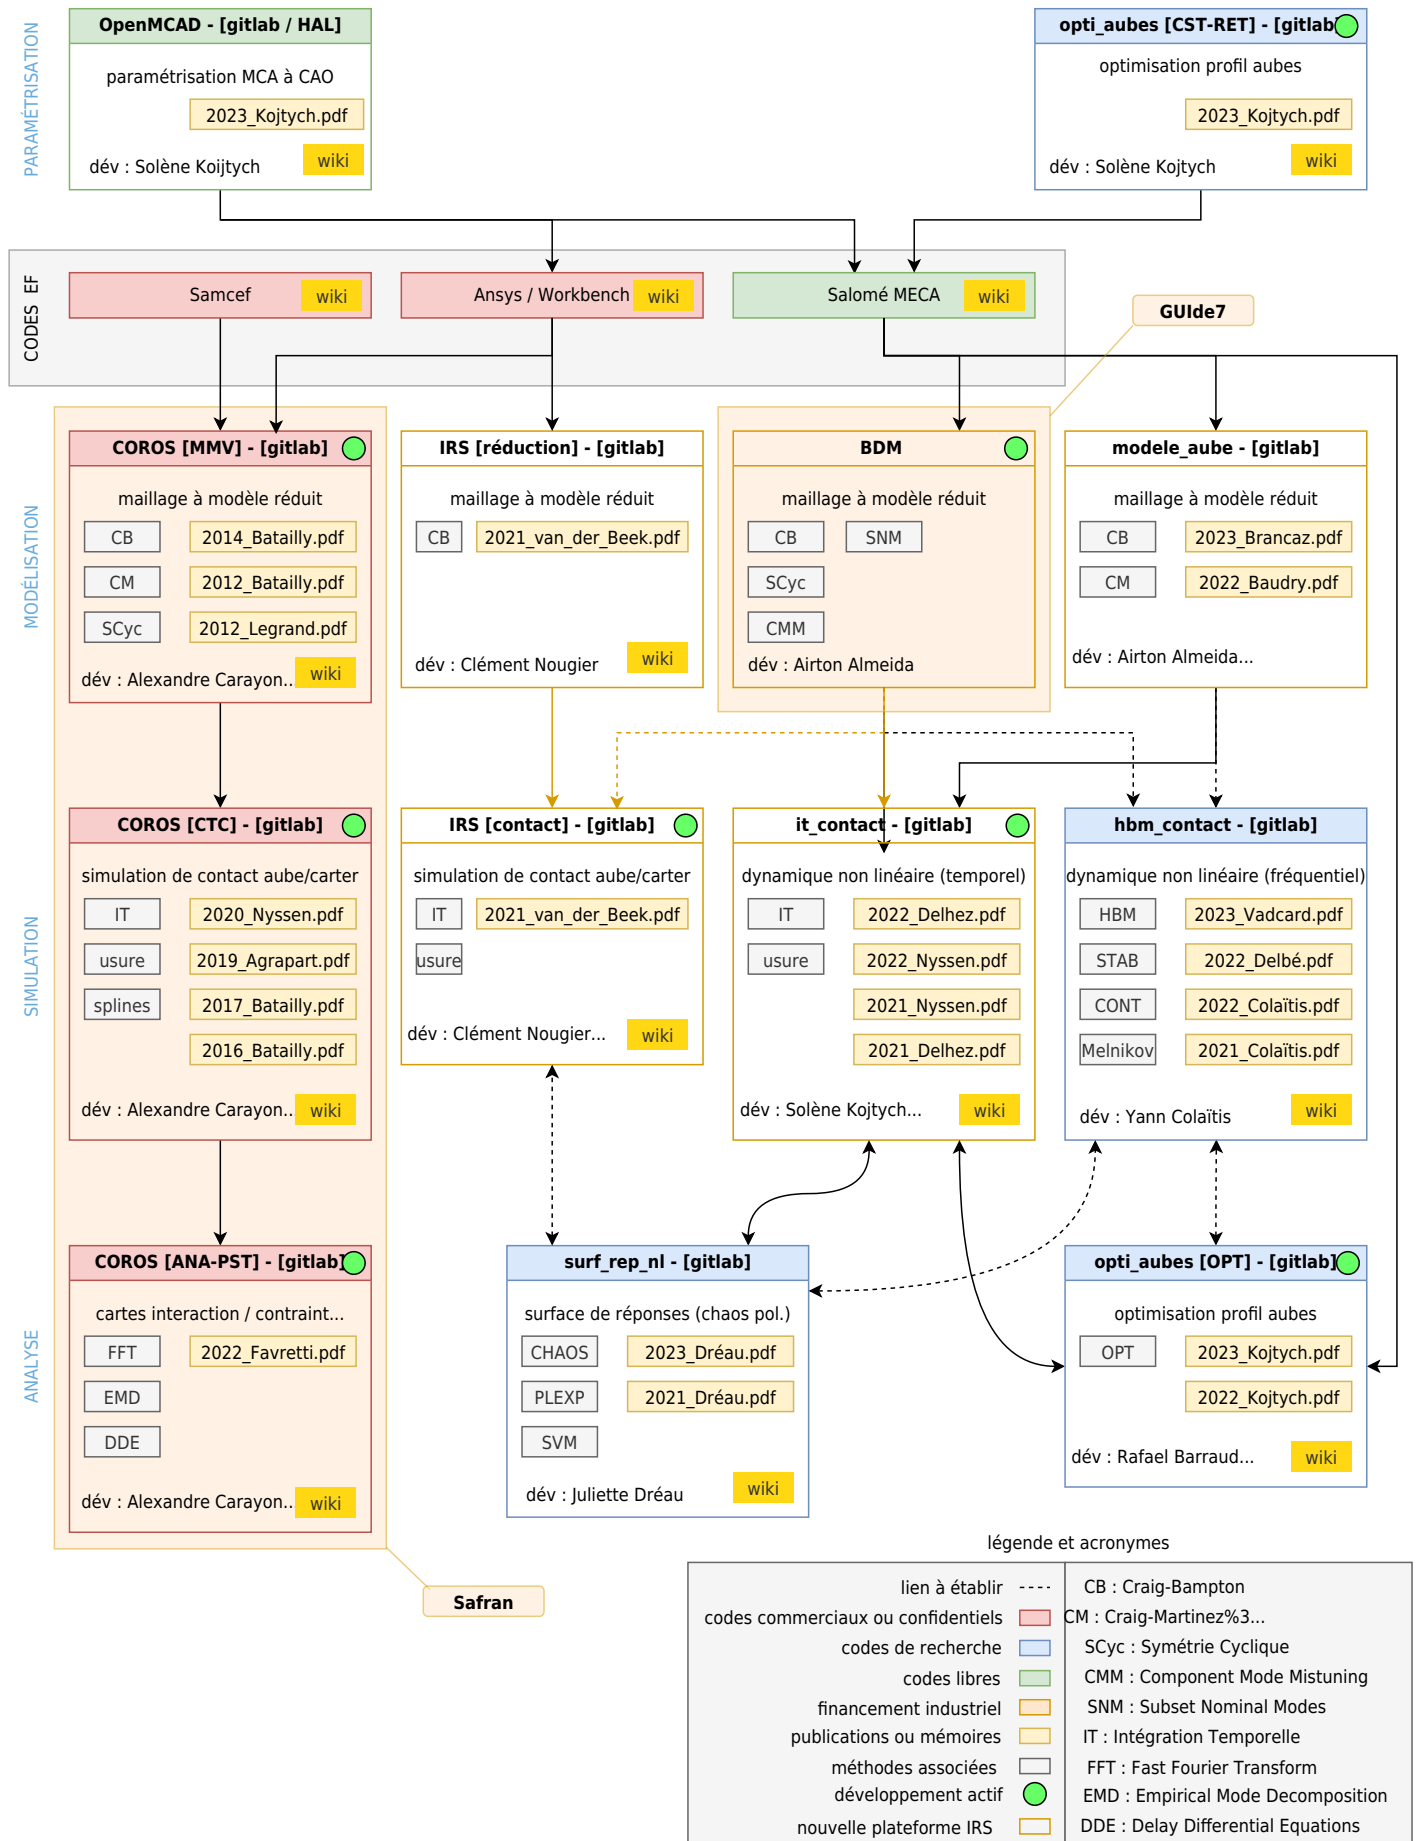 PARAMÉTRISATION
OpenMCAD - [gitlab / HAL]
paramétrisation MCA à CAO
2023_Kojtych.pdf
wiki
dév : Solène Koijtych
opti_aubes [CST-RET] - [gitlab]
optimisation profil aubes
2023_Kojtych.pdf
wiki
dév : Solène Kojtych
CODES EF
Samcef
wiki
Ansys / Workbench
wiki
Salomé MECA
wiki
GUIde7
MODÉLISATION
COROS [MMV] - [gitlab]
maillage à modèle réduit
CB
2014_Batailly.pdf
CM
2012_Batailly.pdf
SCyc
2012_Legrand.pdf
dév : Alexandre Carayon...
wiki
IRS [réduction] - [gitlab]
maillage à modèle réduit
CB
2021_van_der_Beek.pdf
dév : Clément Nougier
wiki
BDM
maillage à modèle réduit
CB
SNM
SCyc
CMM
dév : Airton Almeida
modele_aube - [gitlab]
maillage à modèle réduit
CB
2023_Brancaz.pdf
CM
2022_Baudry.pdf
dév : Airton Almeida...
SIMULATION
COROS [CTC] - [gitlab]
simulation de contact aube/carter
IT
2020_Nyssen.pdf
usure
2019_Agrapart.pdf
splines
2017_Batailly.pdf
2016_Batailly.pdf
dév : Alexandre Carayon...
wiki
IRS [contact] - [gitlab]
simulation de contact aube/carter
IT
2021_van_der_Beek.pdf
usure
dév : Clément Nougier...
wiki
it_contact - [gitlab]
dynamique non linéaire (temporel)
IT
2022_Delhez.pdf
usure
2022_Nyssen.pdf
2021_Nyssen.pdf
2021_Delhez.pdf
dév : Solène Kojtych...
wiki
hbm_contact - [gitlab]
dynamique non linéaire (fréquentiel)
HBM
2023_Vadcard.pdf
STAB
2022_Delbé.pdf
CONT
2022_Colaïtis.pdf
Melnikov
2021_Colaïtis.pdf
dév : Yann Colaïtis
wiki
ANALYSE
COROS [ANA-PST] - [gitlab]
cartes interaction / contraint...
FFT
2022_Favretti.pdf
EMD
DDE
dév : Alexandre Carayon...
wiki
surf_rep_nl - [gitlab]
surface de réponses (chaos pol.)
CHAOS
2023_Dréau.pdf
PLEXP
2021_Dréau.pdf
SVM
dév : Juliette Dréau
wiki
opti_aubes [OPT] - [gitlab]
optimisation profil aubes
OPT
2023_Kojtych.pdf
2022_Kojtych.pdf
dév : Rafael Barraud...
wiki
Safran
légende et acronymes
lien à établir
codes commerciaux ou confidentiels
codes de recherche
codes libres
financement industriel
publications ou mémoires
méthodes associées
développement actif
nouvelle plateforme IRS
CB : Craig-Bampton
CM : Craig-Martinez%3...
SCyc : Symétrie Cyclique
CMM : Component Mode Mistuning
SNM : Subset Nominal Modes
IT : Intégration Temporelle
FFT : Fast Fourier Transform
EMD : Empirical Mode Decomposition
DDE : Delay Differential Equations